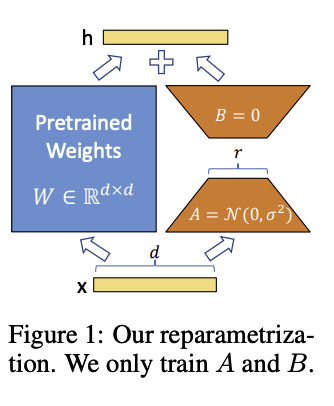 h
Pretrained
Weights
W ∈ ℝ^{d×d}
B = 0
r
A = 𝒩(0, σ²)
d
x
Figure 1: Our reparametriza-
tion. We only train A and B.